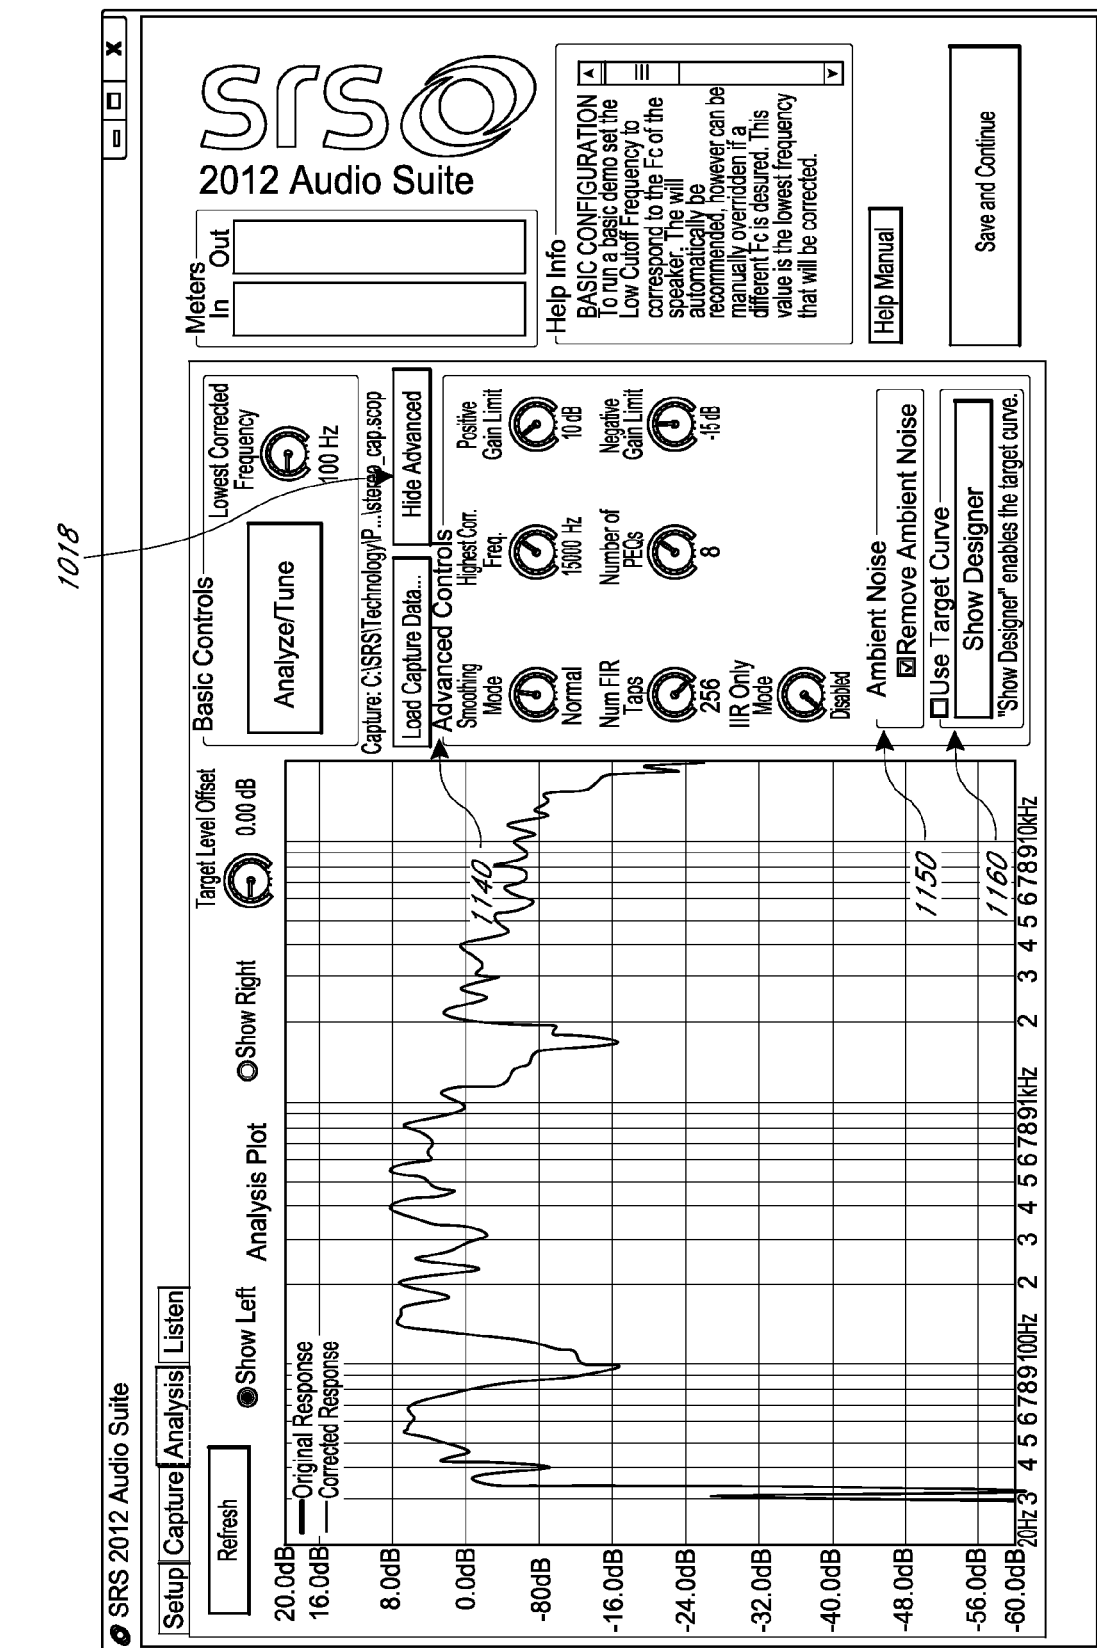 SRS 2012 Audio Suite
Setup
Capture
Analysis
Listen
Refresh
Show Left
Show Right
Target Level Offset
0.00 dB
Analysis Plot
Original Response
Corrected Response
20.0dB
16.0dB
8.0dB
0.0dB
-80dB
-16.0dB
-24.0dB
-32.0dB
-40.0dB
-48.0dB
-56.0dB
-60.0dB
20Hz 3 4 5 6 7 8 9 100Hz 2 3 4 5 6 7 8 9 1kHz 2 3 4 5 6 7 8 9 10kHz
1018
1140
1150
1160
Basic Controls
Analyze/Tune
Lowest Corrected
Frequency
100 Hz
Capture: C:\SRS\Technology\P ...\stereo_cap.scop
Load Capture Data...
Hide Advanced
Advanced Controls
Smoothing
Mode
Normal
Highest Corr.
Freq.
15000 Hz
Positive
Gain Limit
10 dB
Num FIR
Taps
256
Number of
PEQs
8
Negative
Gain Limit
-15 dB
IIR Only
Mode
Disabled
Ambient Noise
Remove Ambient Noise
Use Target Curve
Show Designer
"Show Designer" enables the target curve.
Meters
In
Out
srs
2012 Audio Suite
Help Info
BASIC CONFIGURATION
To run a basic demo set the
Low Cutoff Frequency to
correspond to the Fc of the
speaker. The will
automatically be
recommended, however can be
manually overridden if a
different Fc is desured. This
value is the lowest frequency
that will be corrected.
Help Manual
Save and Continue